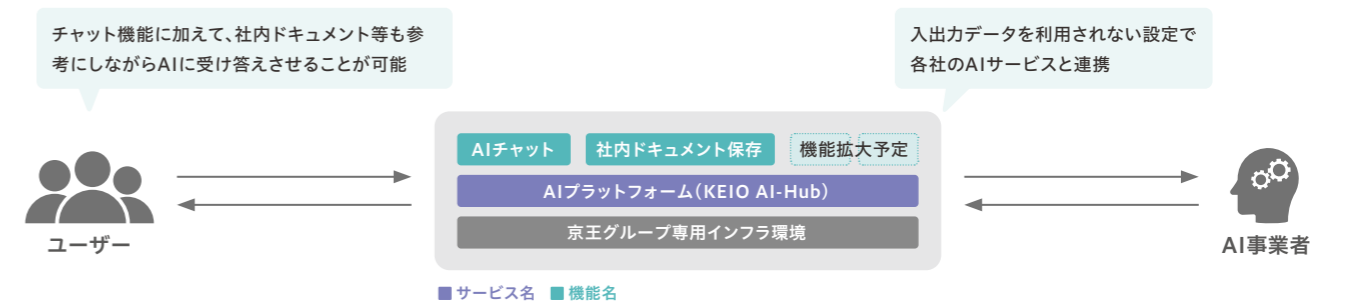 チャット機能に加えて、社内ドキュメント等も参
考にしながらAIに受け答えさせることが可能
入出力データを利用されない設定で
各社のAIサービスと連携
AIチャット
社内ドキュメント保存
機能拡大予定
AIプラットフォーム（KEIO AI-Hub）
京王グループ専用インフラ環境
ユーザー
AI事業者
サービス名
機能名